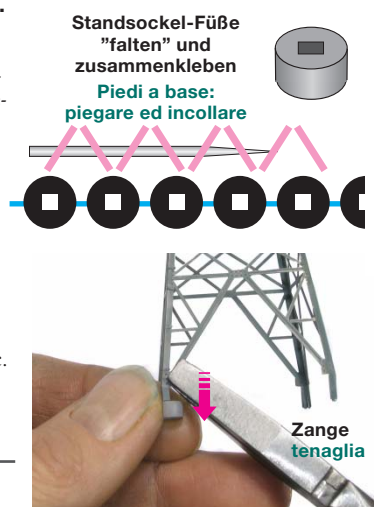 Standsockel-Füße
”falten” und
zusammenkleben
Piedi a base:
piegare ed incollare
Zange
tenaglia